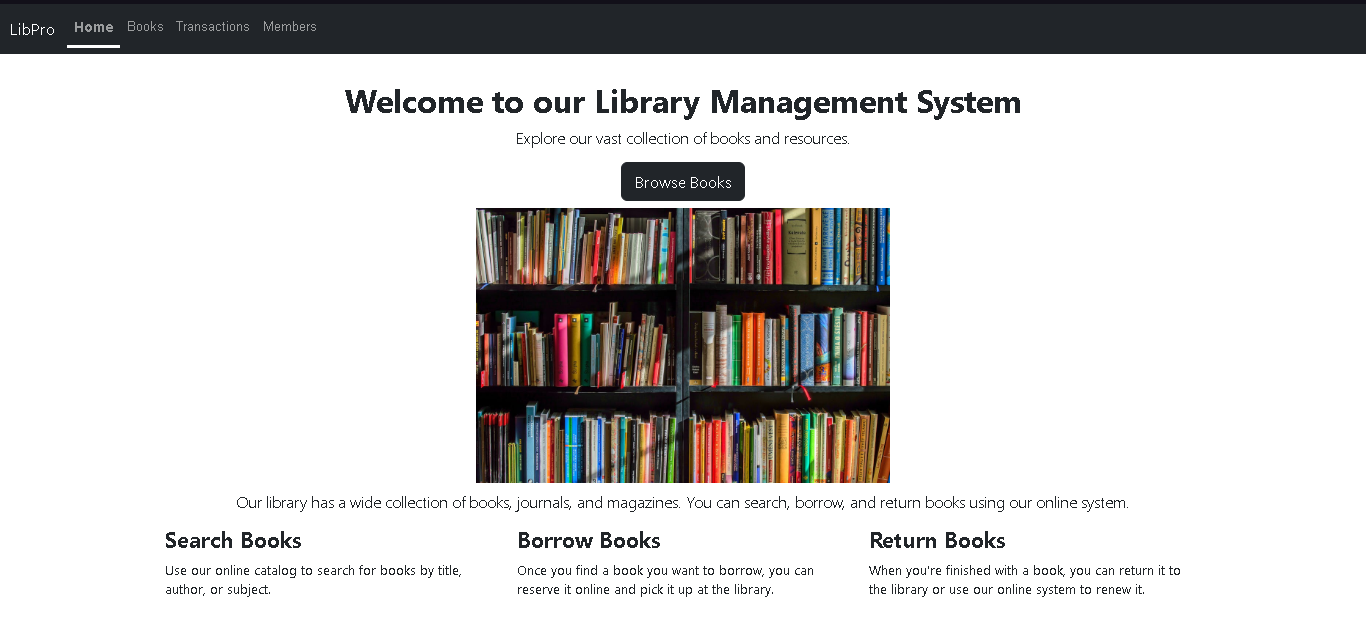 LibPro Home Books Transactions Members
Welcome to our Library Management System
Explore our vast collection of books and resources.
Browse Books
Our library has a wide collection of books, journals, and magazines. You can search, borrow, and return books using our online system.
Search Books
Use our online catalog to search for books by title,
author, or subject.
Borrow Books
Once you find a book you want to borrow, you can
reserve it online and pick it up at the library.
Return Books
When you're finished with a book, you can return it to
the library or use our online system to renew it.